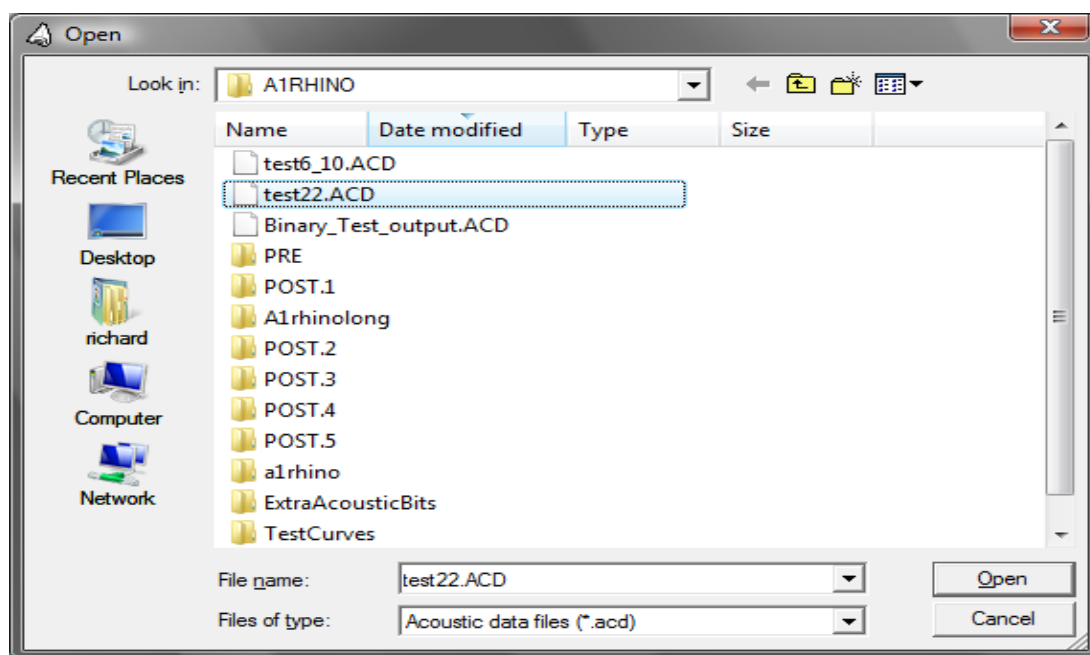 Open
Look in: A1RHINO
Name Date modified Type Size
test6_10.ACD
test22.ACD
Binary_Test_output.ACD
PRE
POST.1
A1rhinolong
POST.2
POST.3
POST.4
POST.5
a1rhino
ExtraAcousticBits
TestCurves
Recent Places
Desktop
richard
Computer
Network
File name: test22.ACD Open
Files of type: Acoustic data files (*.acd) Cancel